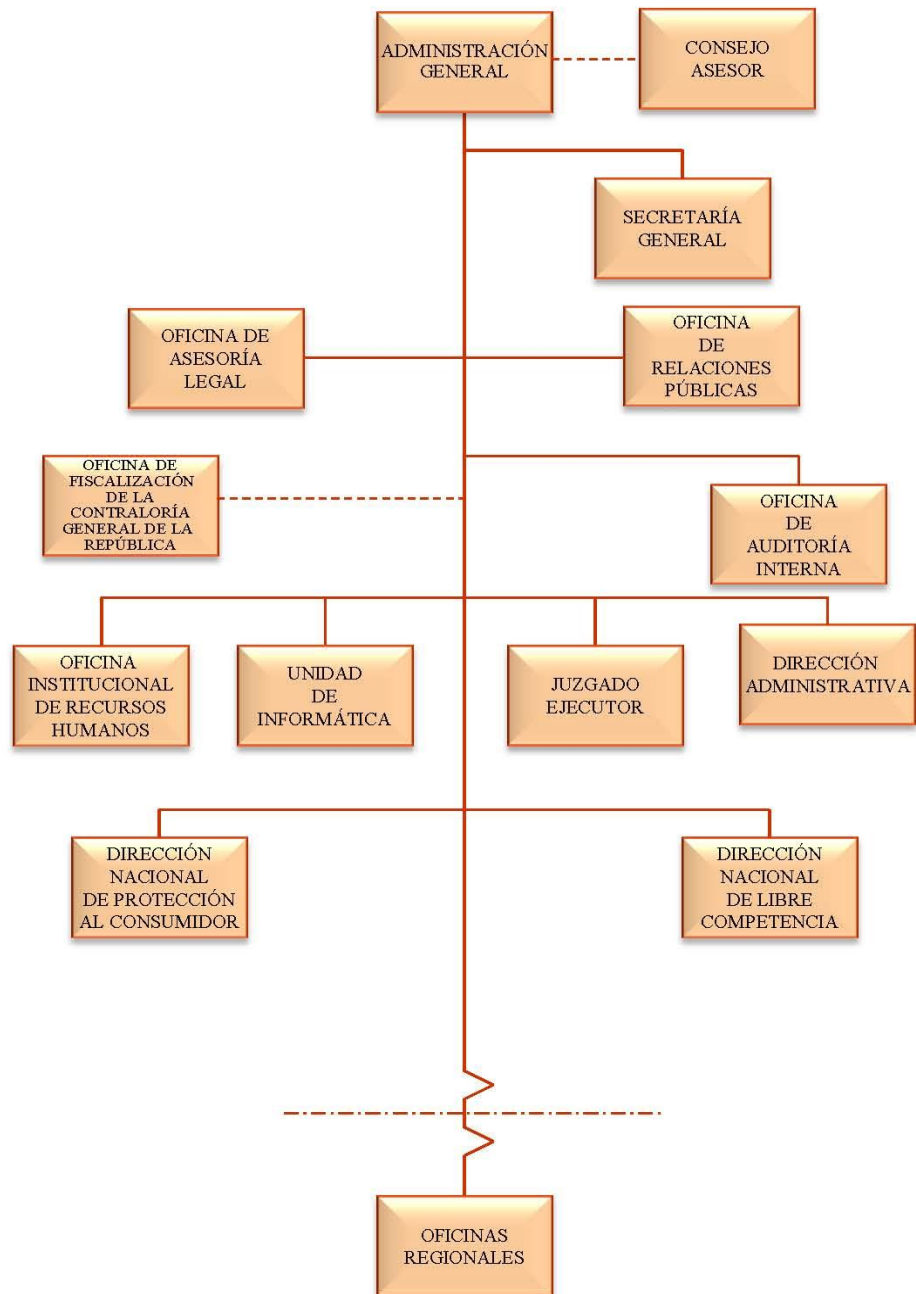 ADMINISTRACIÓN
GENERAL
CONSEJO
ASESOR
SECRETARÍA
GENERAL
OFICINA DE
ASESORÍA
LEGAL
OFICINA
DE
RELACIONES
PÚBLICAS
OFICINA DE
FISCALIZACIÓN
DE LA
CONTRALORÍA
GENERAL DE LA
REPÚBLICA
OFICINA
DE
AUDITORÍA
INTERNA
OFICINA
INSTITUCIONAL
DE RECURSOS
HUMANOS
UNIDAD
DE
INFORMÁTICA
JUZGADO
EJECUTOR
DIRECCIÓN
ADMINISTRATIVA
DIRECCIÓN
NACIONAL
DE PROTECCIÓN
AL CONSUMIDOR
DIRECCIÓN
NACIONAL
DE LIBRE
COMPETENCIA
OFICINAS
REGIONALES